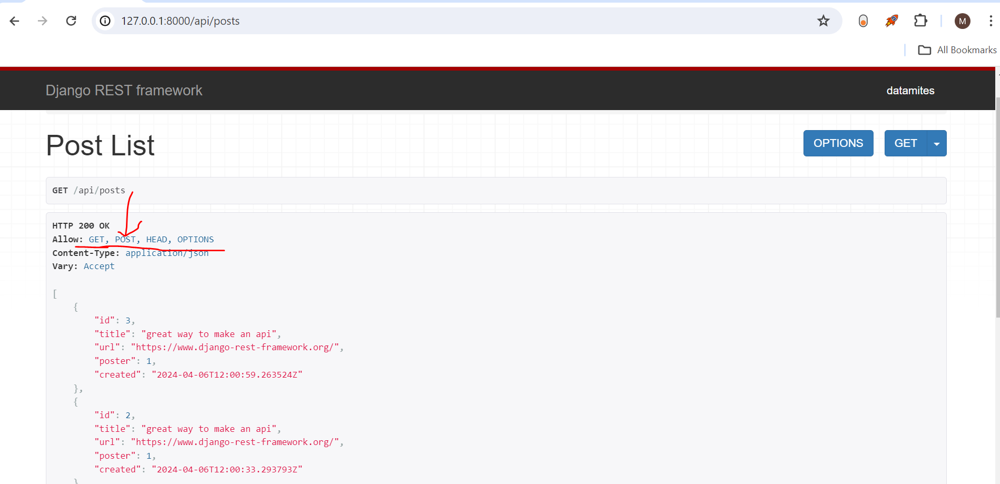 127.0.0.1:8000/api/posts
M
All Bookmarks
Django REST framework
datamites
Post List
OPTIONS
GET
GET /api/posts
HTTP 200 OK
Allow: GET, POST, HEAD, OPTIONS
Content-Type: application/json
Vary: Accept
[
{
"id": 3,
"title": "great way to make an api",
"url": "https://www.django-rest-framework.org/",
"poster": 1,
"created": "2024-04-06T12:00:59.263524Z"
},
{
"id": 2,
"title": "great way to make an api",
"url": "https://www.django-rest-framework.org/",
"poster": 1,
"created": "2024-04-06T12:00:33.293793Z"
}